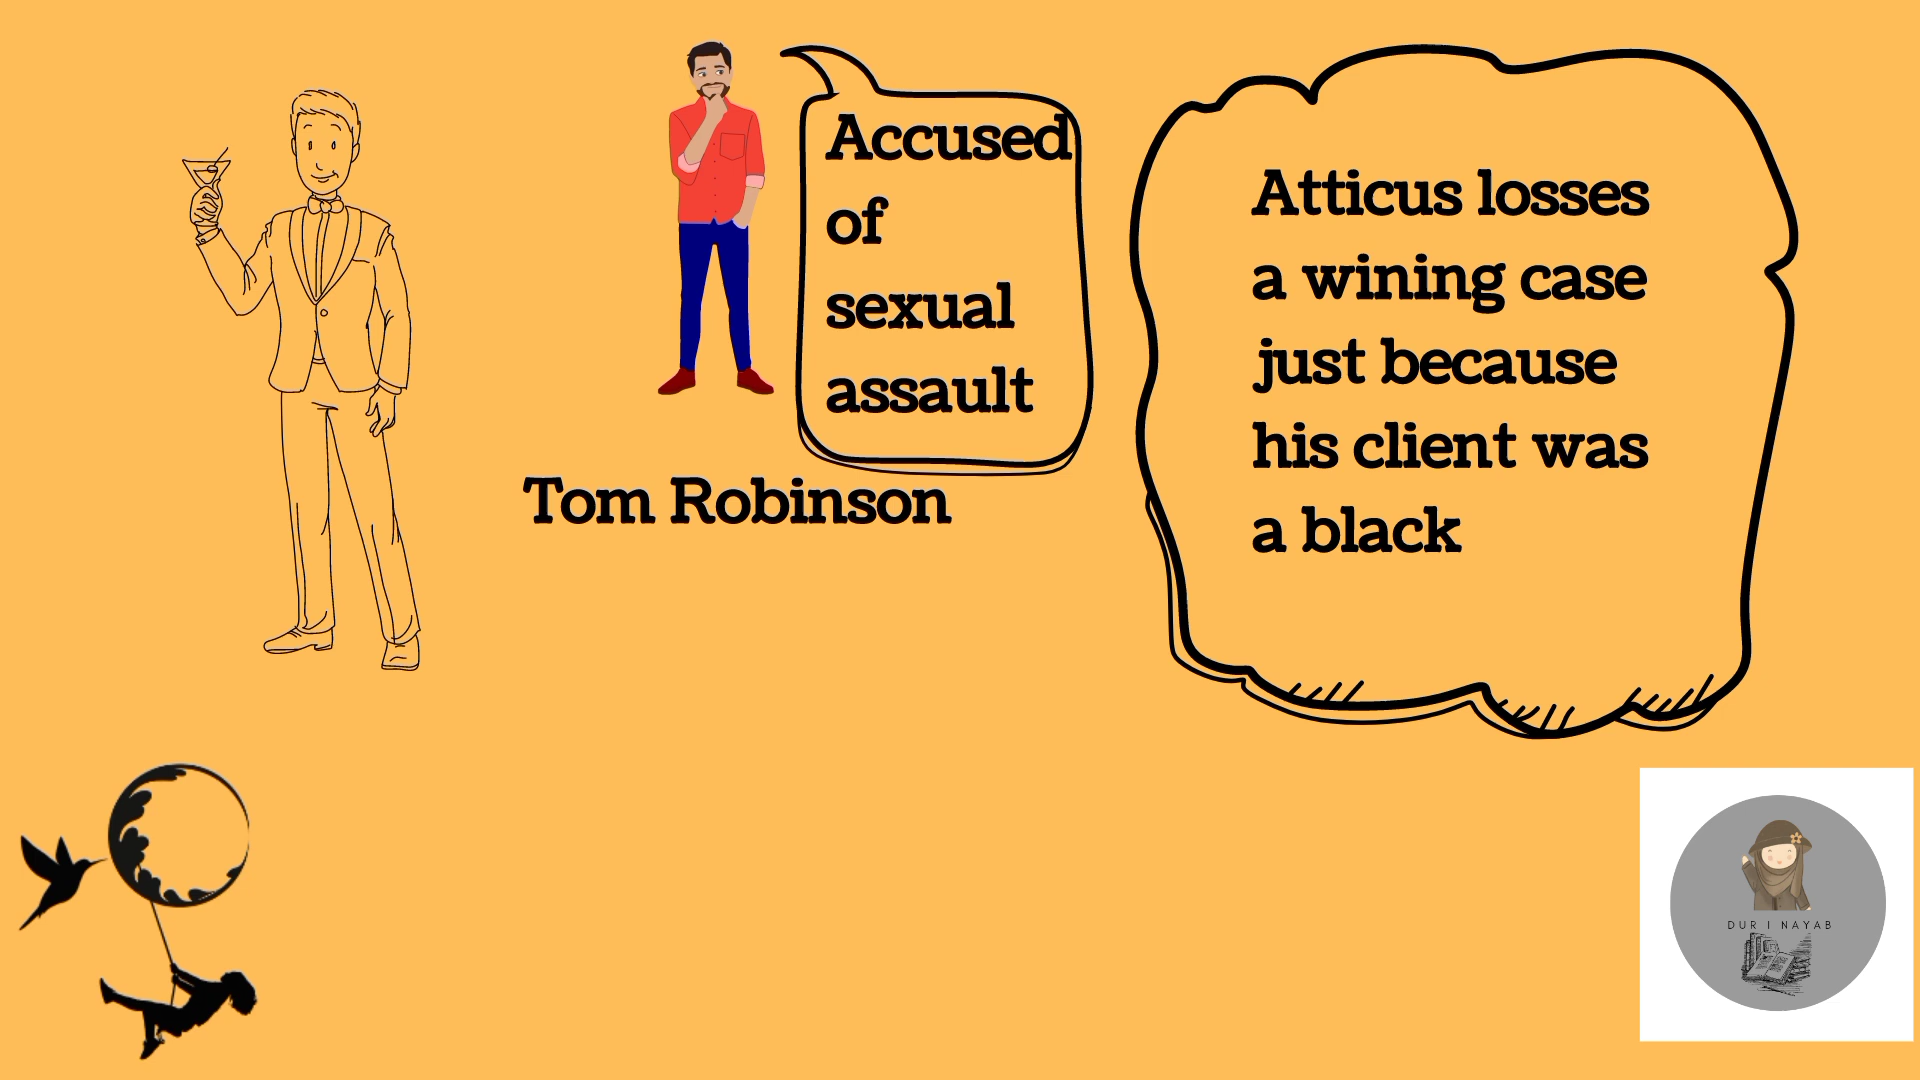 Accused
of
sexual
assault
Tom Robinson
Atticus losses
a wining case
just because
his client was
a black
DUR I NAYAB